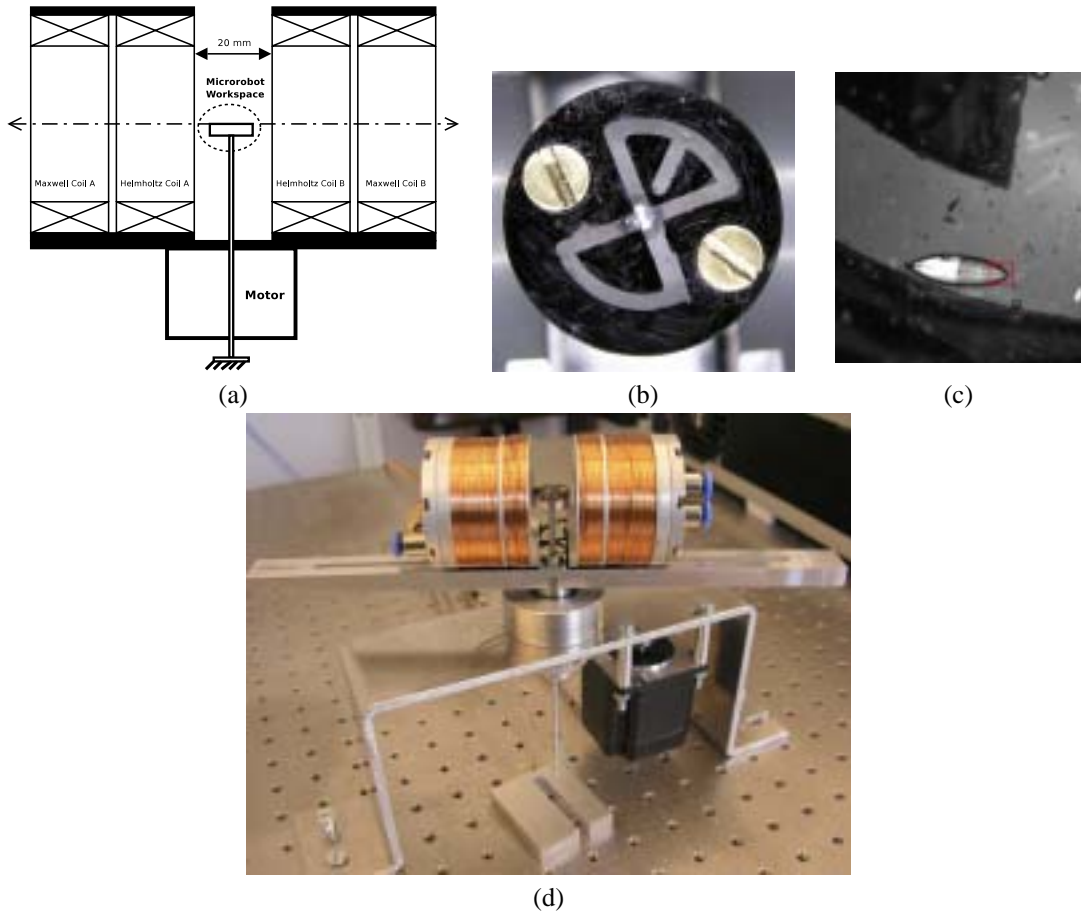 20 mm
Microrobot
Workspace
Maxwell Coil A
Helmholtz Coil A
Helmholtz Coil B
Maxwell Coil B
Motor
(a)
(b)
(c)
(d)